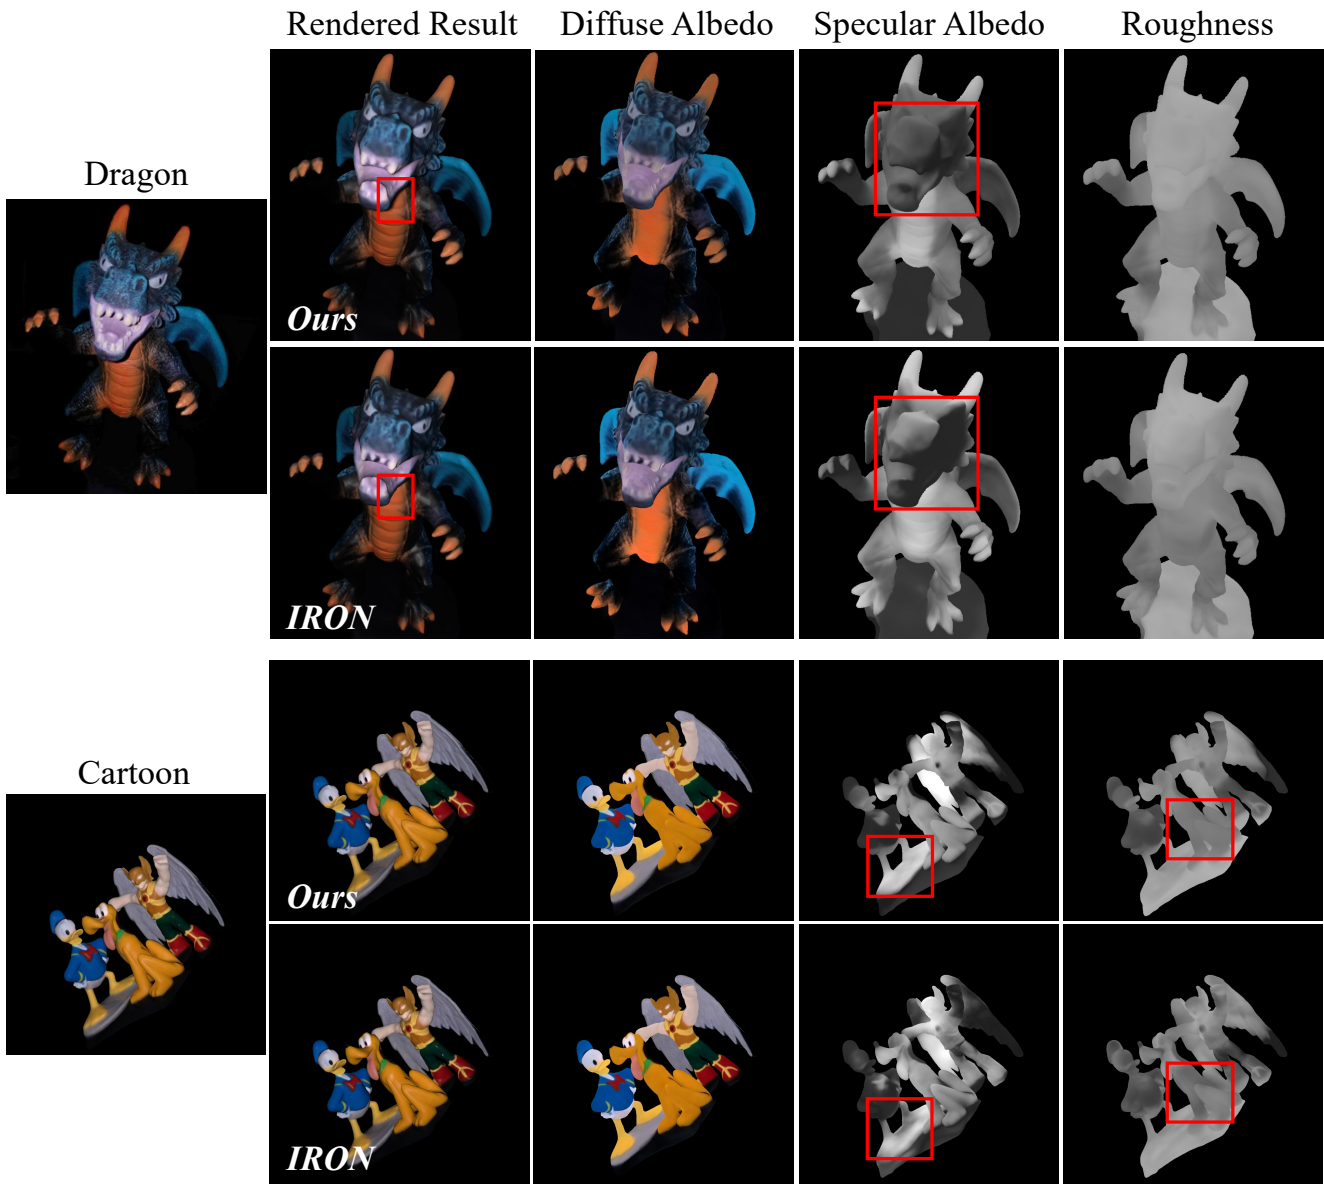 Rendered Result Diffuse Albedo Specular Albedo Roughness
Dragon
Ours
IRON
Cartoon
Ours
IRON